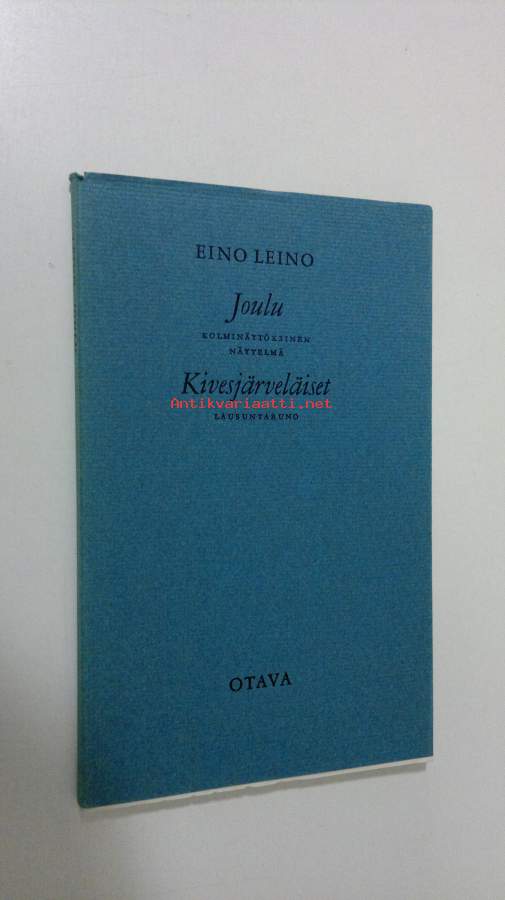 EINO LEINO
Joulu
KOLMINÄYTÖKSINEN
NÄYTELMÄ
Kivesjärveläiset
Antikvariaatti.net
LAUSUNTARUNO
OTAVA